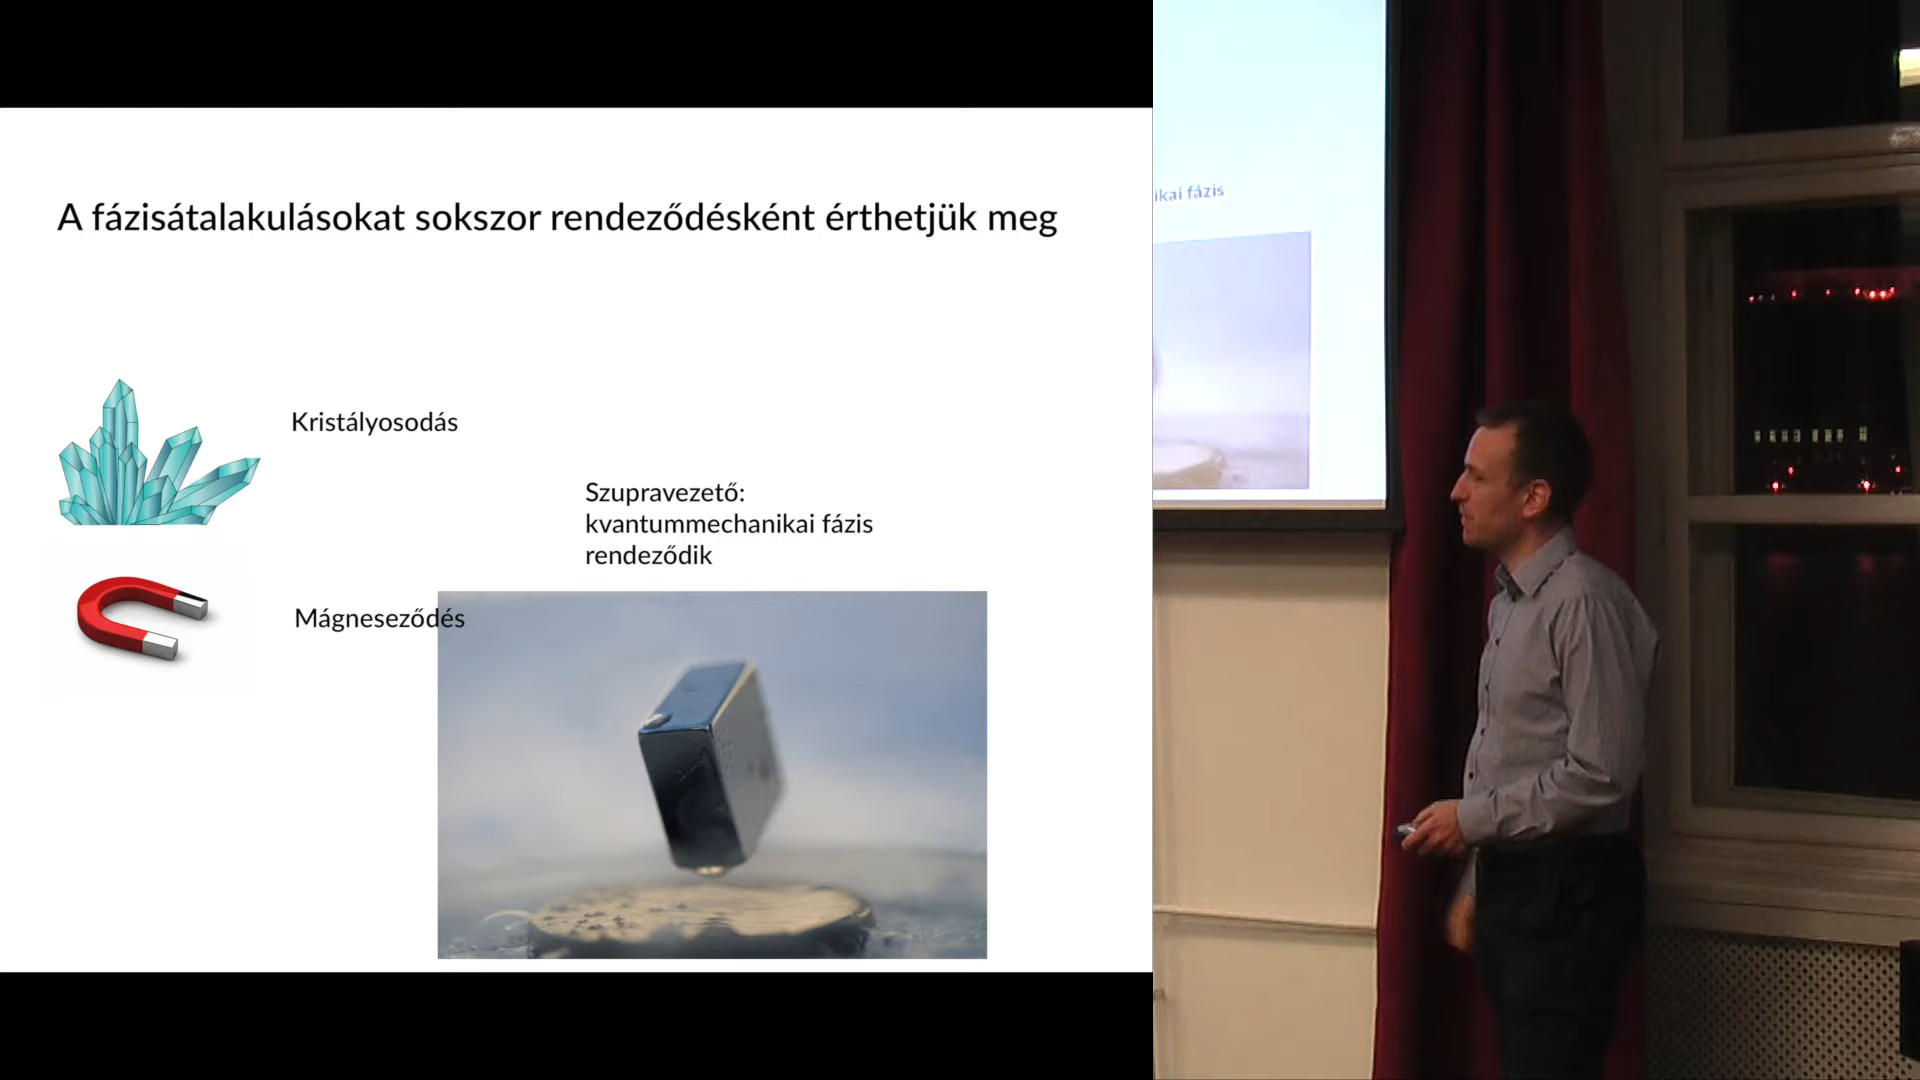 A fázisátalakulásokat sokszor rendeződésként érthetjük meg
Kristályosodás
Szupravezető:
kvantummechanikai fázis
rendeződik
Mágneseződés
ikai fázis